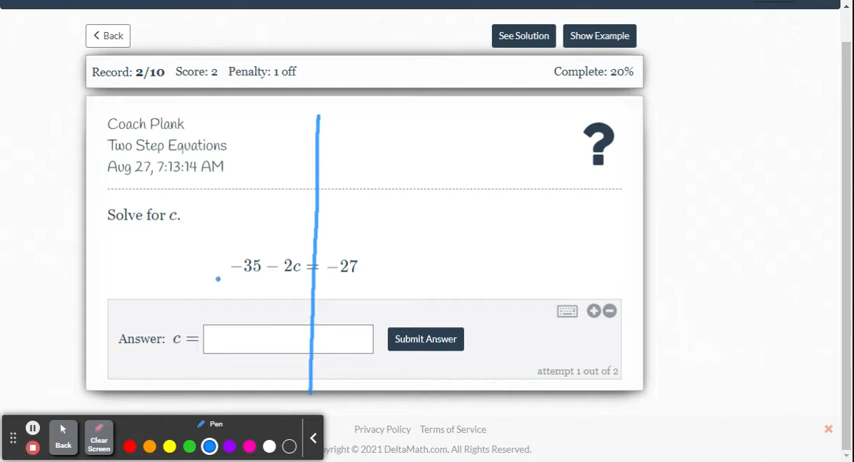 Back
See Solution
Show Example
Record: 2/10 Score: 2 Penalty: 1 off Complete: 20%
Coach Plank
Two Step Equations
Aug 27, 7:13:14 AM
?
Solve for c.
−35 − 2c = −27
Answer: c =
Submit Answer
attempt 1 out of 2
Pen
Back
Clear Screen
Privacy Policy Terms of Service
yright © 2021 DeltaMath.com. All Rights Reserved.